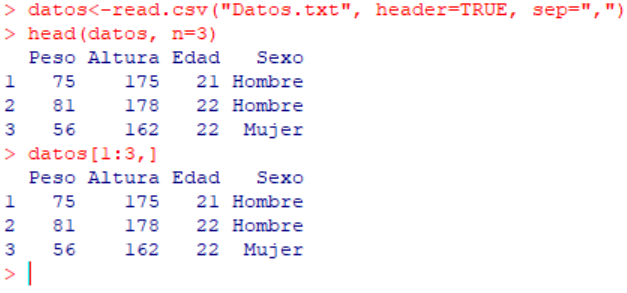 > datos<-read.csv("Datos.txt", header=TRUE, sep=",")
> head(datos, n=3)
  Peso Altura Edad   Sexo
1   75    175   21 Hombre
2   81    178   22 Hombre
3   56    162   22  Mujer
> datos[1:3,]
  Peso Altura Edad   Sexo
1   75    175   21 Hombre
2   81    178   22 Hombre
3   56    162   22  Mujer
>